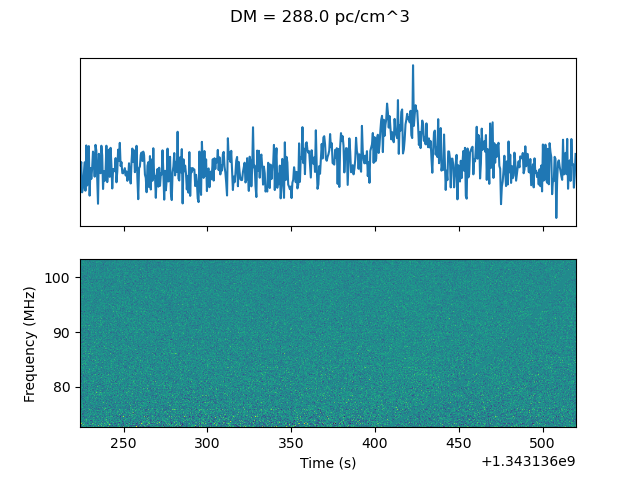 DM = 288.0 pc/cm^3
100
90
80
Frequency (MHz)
250 300 350 400 450 500
Time (s)
+1.343136e9